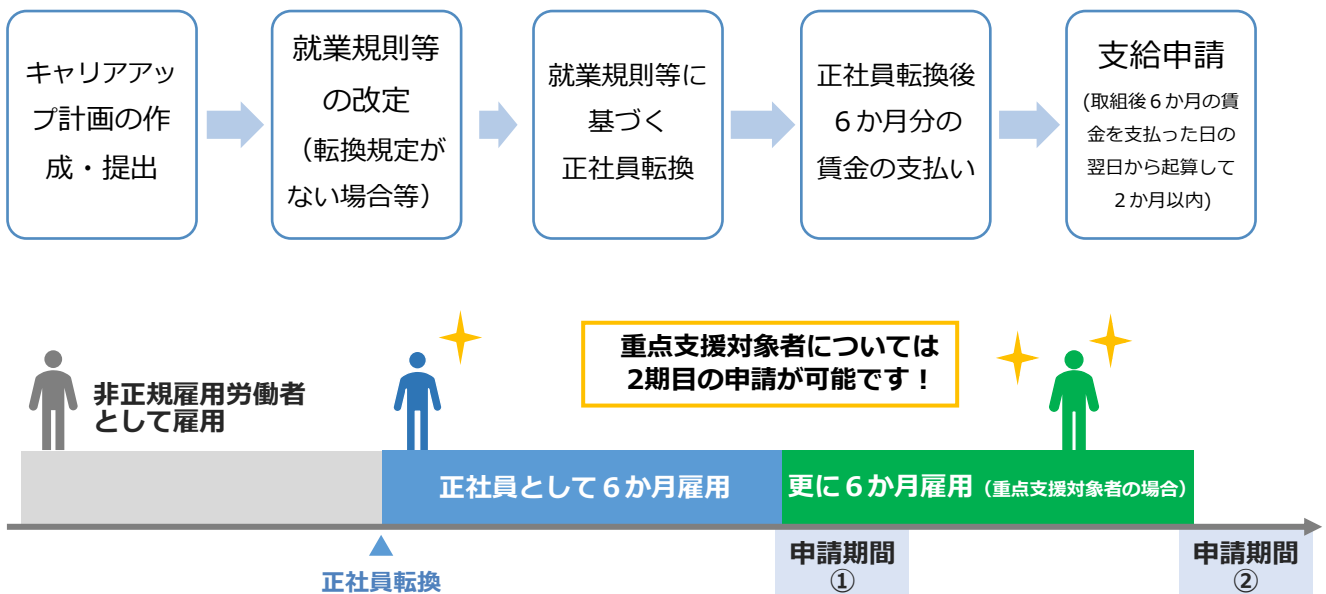 キャリアアッ
プ計画の作
成・提出
就業規則等
の改定
（転換規定が
ない場合等）
就業規則等に
基づく
正社員転換
正社員転換後
６か月分の
賃金の支払い
支給申請
(取組後６か月の賃
金を支払った日の
翌日から起算して
２か月以内)
重点支援対象者については
2期目の申請が可能です！
非正規雇用労働者
として雇用
正社員として６か月雇用
更に６か月雇用（重点支援対象者の場合）
正社員転換
申請期間
①
申請期間
②